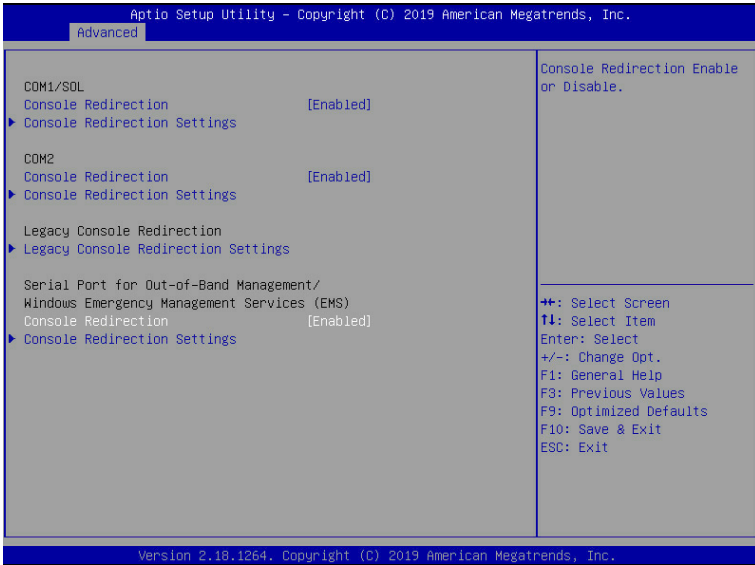 Aptio Setup Utility – Copyright (C) 2019 American Megatrends, Inc.
Advanced
COM1/SOL
Console Redirection [Enabled]
▶ Console Redirection Settings
COM2
Console Redirection [Enabled]
▶ Console Redirection Settings
Legacy Console Redirection
▶ Legacy Console Redirection Settings
Serial Port for Out-of-Band Management/
Windows Emergency Management Services (EMS)
Console Redirection [Enabled]
▶ Console Redirection Settings
Console Redirection Enable
or Disable.
→←: Select Screen
↑↓: Select Item
Enter: Select
+/-: Change Opt.
F1: General Help
F3: Previous Values
F9: Optimized Defaults
F10: Save & Exit
ESC: Exit
Version 2.18.1264. Copyright (C) 2019 American Megatrends, Inc.